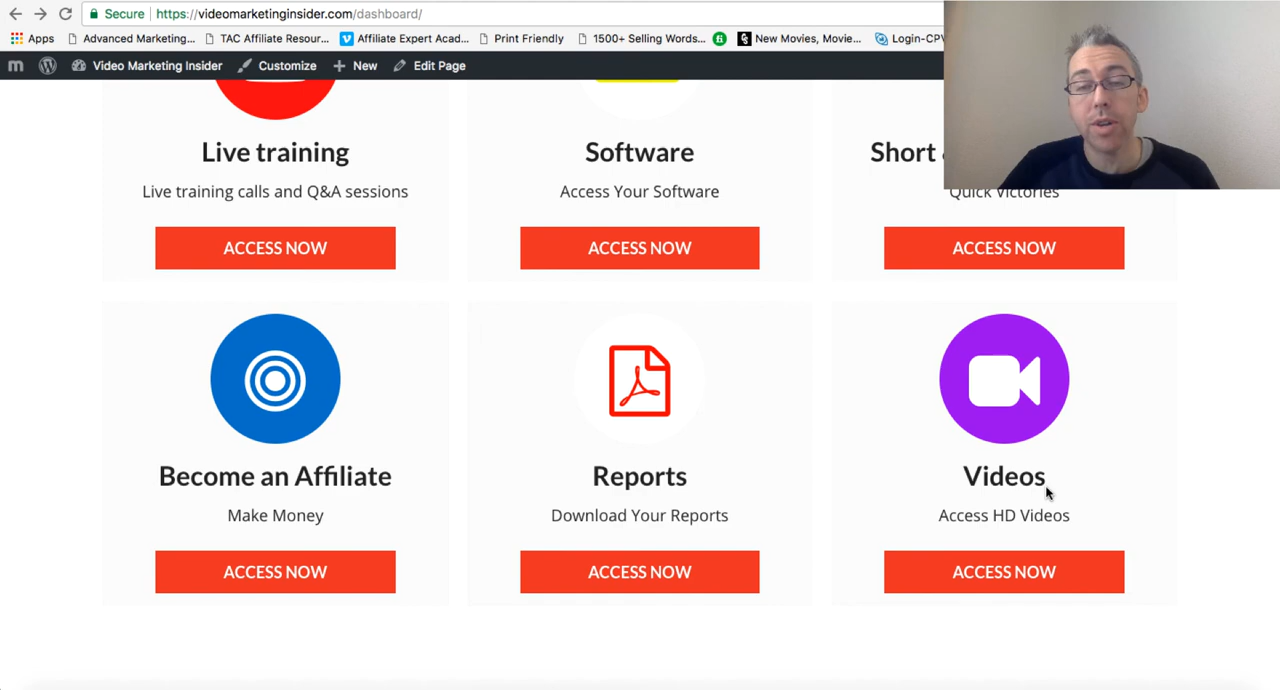 Secure https://videomarketinginsider.com/dashboard/
Apps Advanced Marketing... TAC Affiliate Resour... Affiliate Expert Acad... Print Friendly 1500+ Selling Words... fi New Movies, Movie... Login-CPV
Video Marketing Insider Customize New Edit Page
Live training Software Short
Live training calls and Q&A sessions Access Your Software Quick Victories
ACCESS NOW ACCESS NOW ACCESS NOW
Become an Affiliate Reports Videos
Make Money Download Your Reports Access HD Videos
ACCESS NOW ACCESS NOW ACCESS NOW